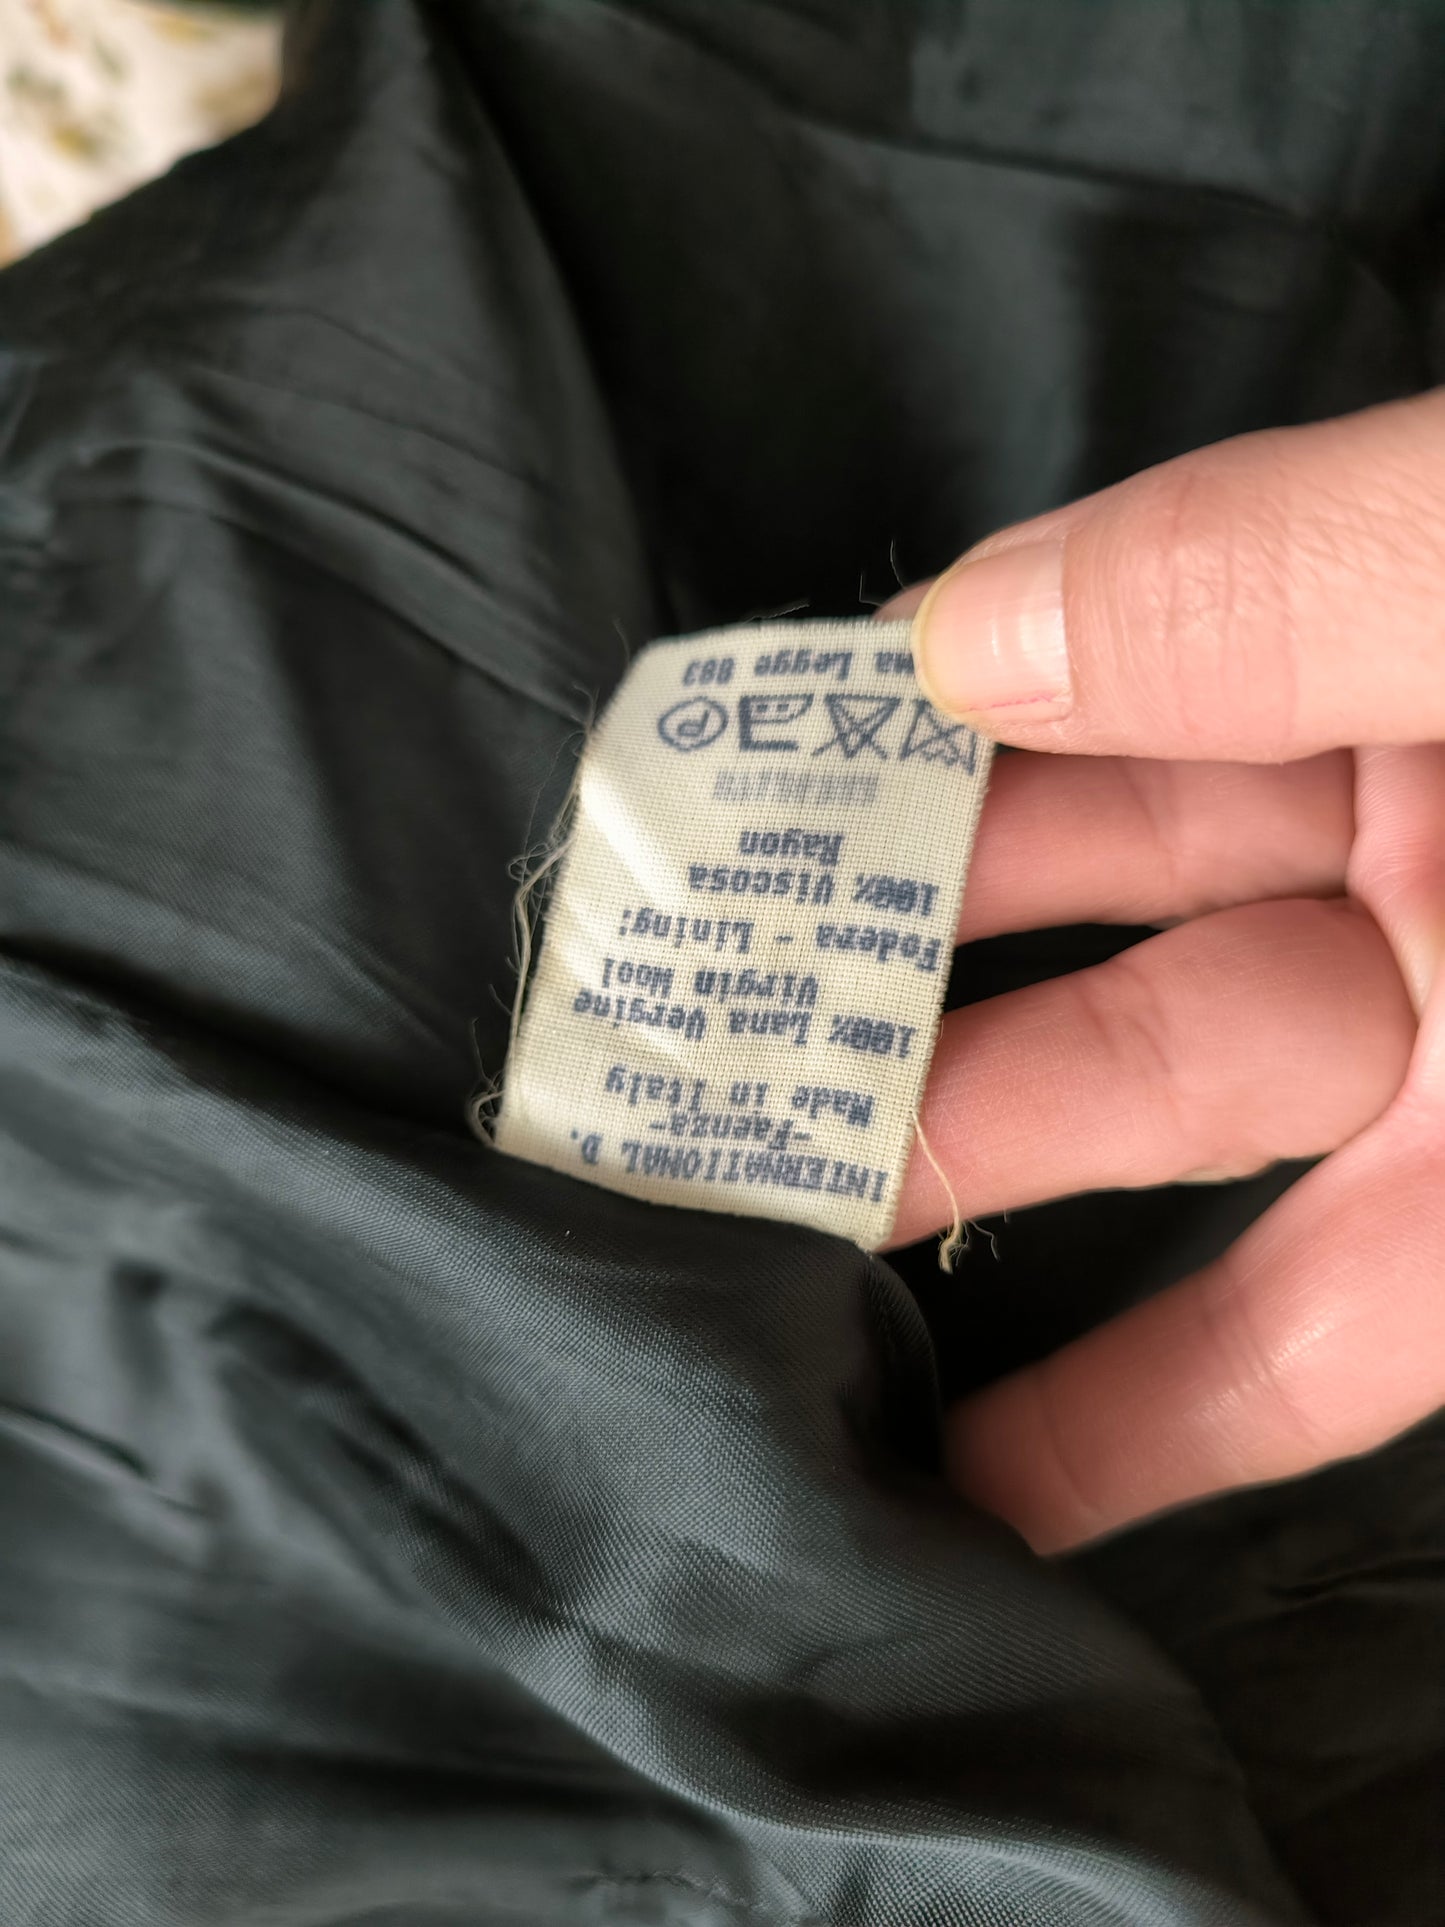 INTERNATIONAL D.
-Faenza-
Made in Italy
100% Lana Vergine
Virgin Wool
Fodera - Lining:
100% Viscosa
Rayon
P
Legge 883